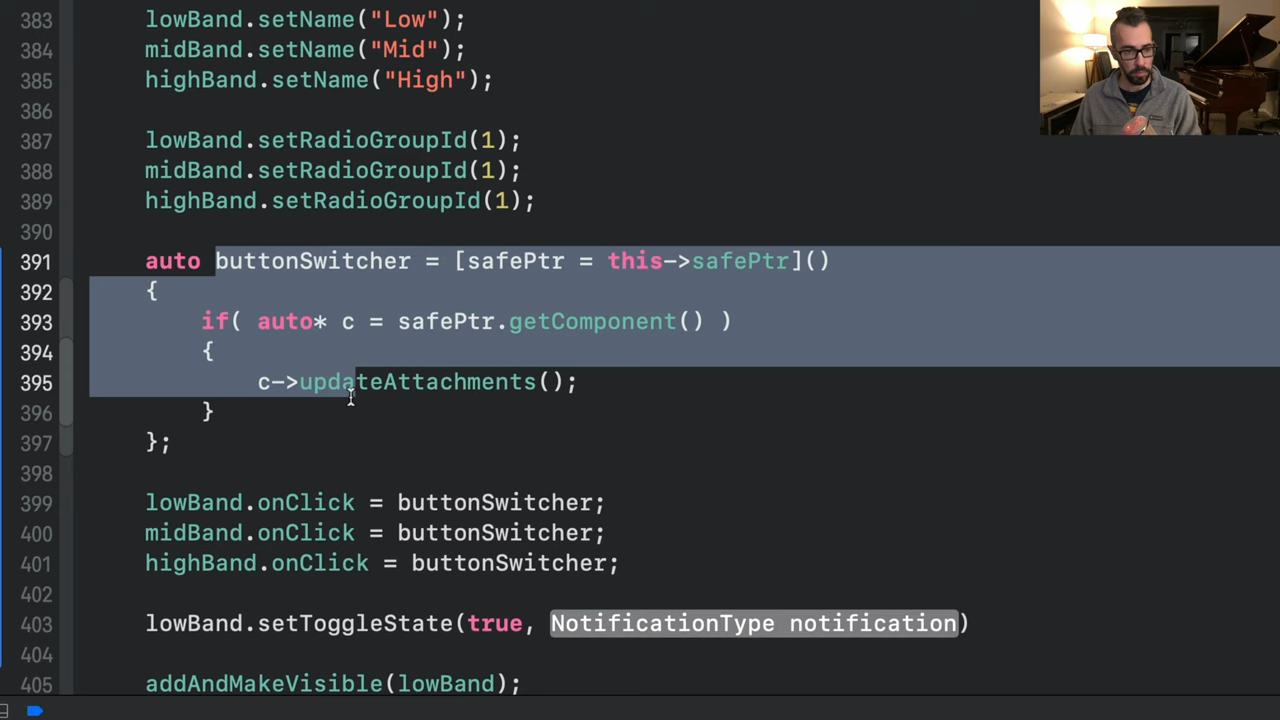 383 lowBand.setName("Low");
384 midBand.setName("Mid");
385 highBand.setName("High");
386
387 lowBand.setRadioGroupId(1);
388 midBand.setRadioGroupId(1);
389 highBand.setRadioGroupId(1);
390
391 auto buttonSwitcher = [safePtr = this->safePtr]()
392 {
393 if( auto* c = safePtr.getComponent() )
394 {
395 c->updateAttachments();
396 }
397 };
398
399 lowBand.onClick = buttonSwitcher;
400 midBand.onClick = buttonSwitcher;
401 highBand.onClick = buttonSwitcher;
402
403 lowBand.setToggleState(true, NotificationType notification)
404
405 addAndMakeVisible(lowBand);